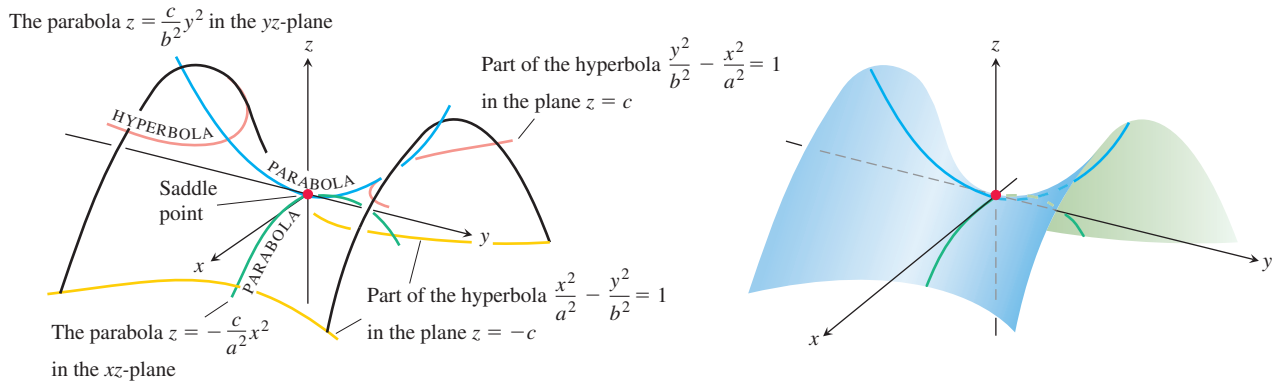 The parabola z = c/b² y² in the yz-plane
z
Part of the hyperbola y²/b² − x²/a² = 1
in the plane z = c
HYPERBOLA
PARABOLA
Saddle
point
PARABOLA
y
x
Part of the hyperbola x²/a² − y²/b² = 1
in the plane z = −c
The parabola z = − c/a² x²
in the xz-plane
z
y
x